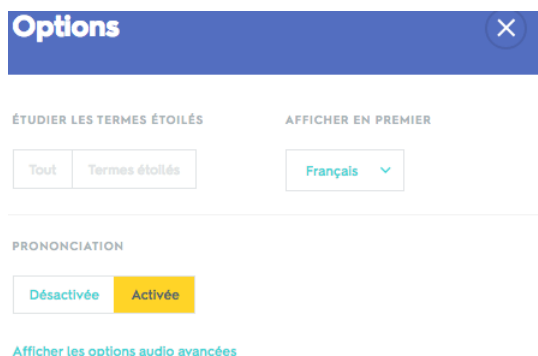 Options
ÉTUDIER LES TERMES ÉTOILÉS AFFICHER EN PREMIER
Tout Termes étoilés Français
PRONONCIATION
Désactivée Activée
Afficher les options audio avancées